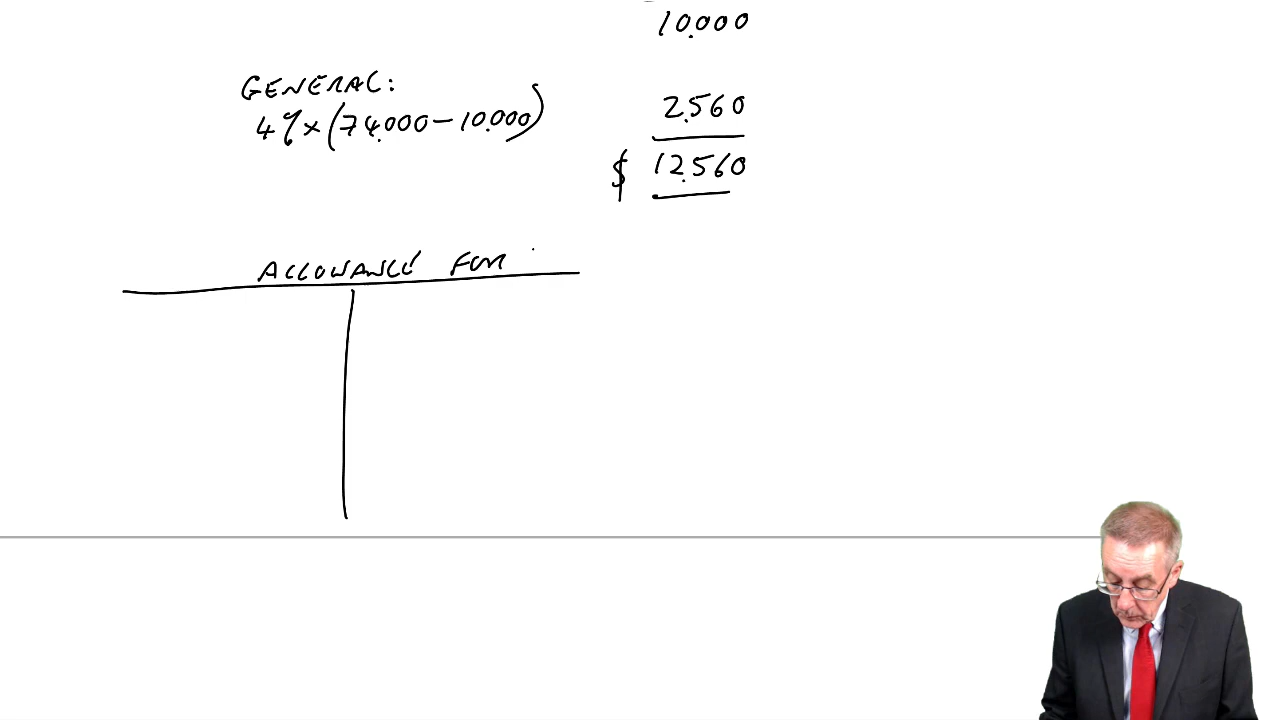 10.000
GENERAL:
4% × (74.000 – 10.000) 2.560
$ 12.560
ALLOWANCE FOR